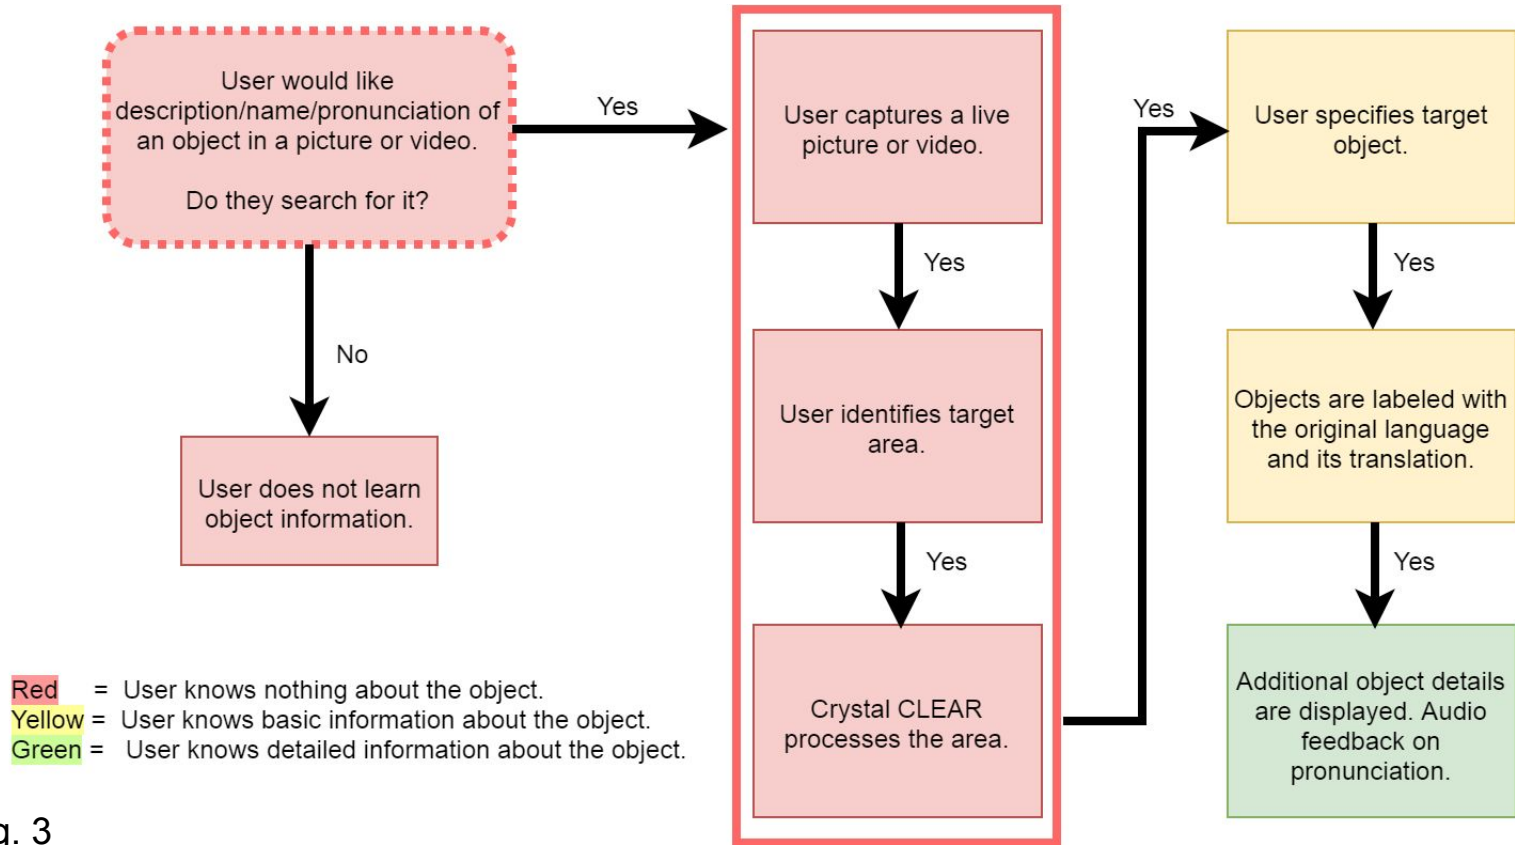 User would like
description/name/pronunciation of
an object in a picture or video.
Do they search for it?
Yes
No
User does not learn
object information.
User captures a live
picture or video.
Yes
User identifies target
area.
Yes
Crystal CLEAR
processes the area.
Yes
User specifies target
object.
Yes
Objects are labeled with
the original language
and its translation.
Yes
Additional object details
are displayed. Audio
feedback on
pronunciation.
Red = User knows nothing about the object.
Yellow = User knows basic information about the object.
Green = User knows detailed information about the object.
g. 3